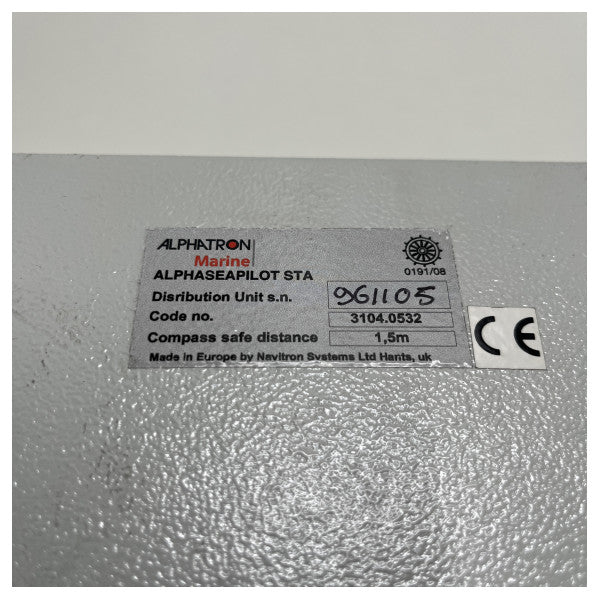 ALPHATRON
Marine
ALPHASEAPILOT STA
0191/08
Disribution Unit s.n. 961105
Code no. 3104.0532
Compass safe distance 1,5m
Made in Europe by Navitron Systems Ltd Hants, uk
CE